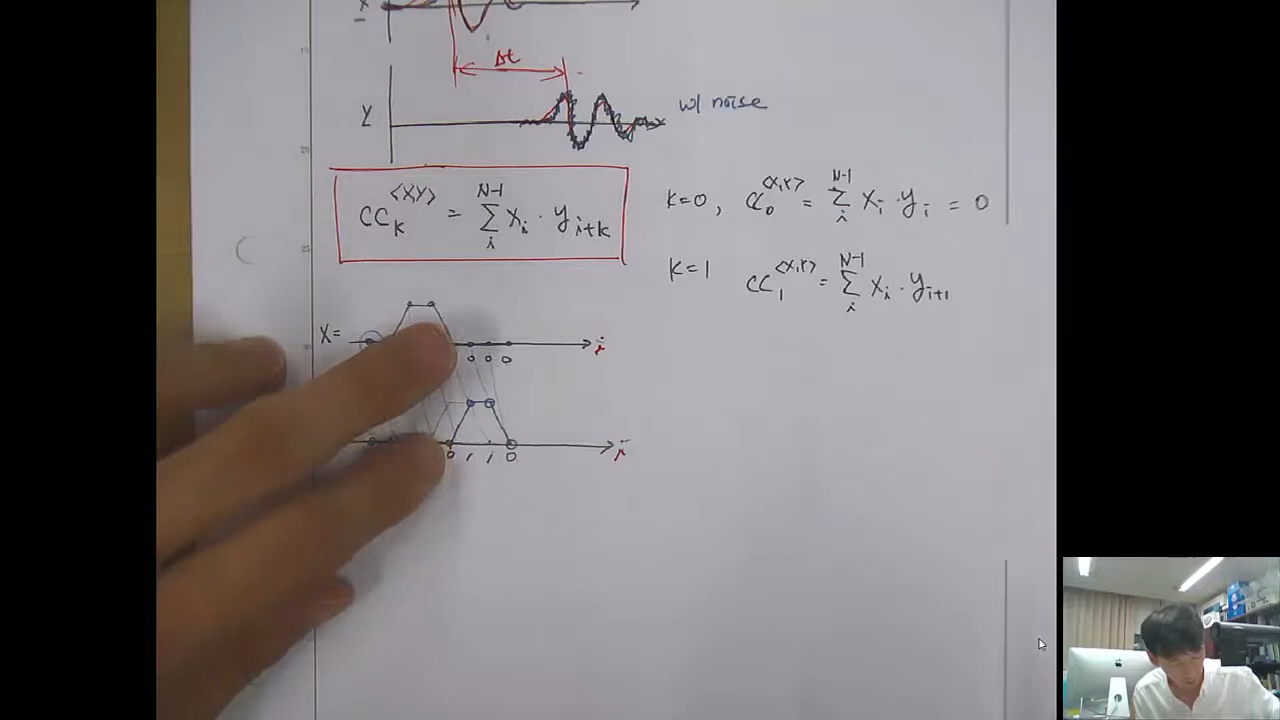 X
Δt
Y w/ noise
CC_k^{<X,Y>} = Σ_i^{N-1} x_i · y_{i+k}
k=0, CC_0^{<X,Y>} = Σ_i^{N-1} x_i · y_i = 0
k=1 CC_1^{<X,Y>} = Σ_i^{N-1} x_i · y_{i+1}
X= i
0 0 0
i
0 1 1 0